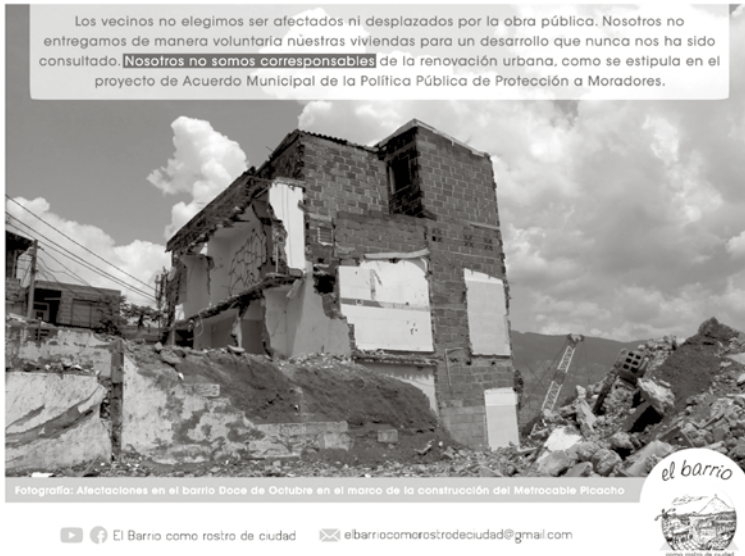 Los vecinos no elegimos ser afectados ni desplazados por la obra pública. Nosotros no
entregamos de manera voluntaria nuestras viviendas para un desarrollo que nunca nos ha sido
consultado. Nosotros no somos corresponsables de la renovación urbana, como se estipula en el
proyecto de Acuerdo Municipal de la Política Pública de Protección a Moradores.
Fotografía: Afectaciones en el barrio Doce de Octubre en el marco de la construcción del Metrocable Picacho
el barrio
como rostro de ciudad
El Barrio como rostro de ciudad
elbarriocomorostrodeciudad@gmail.com